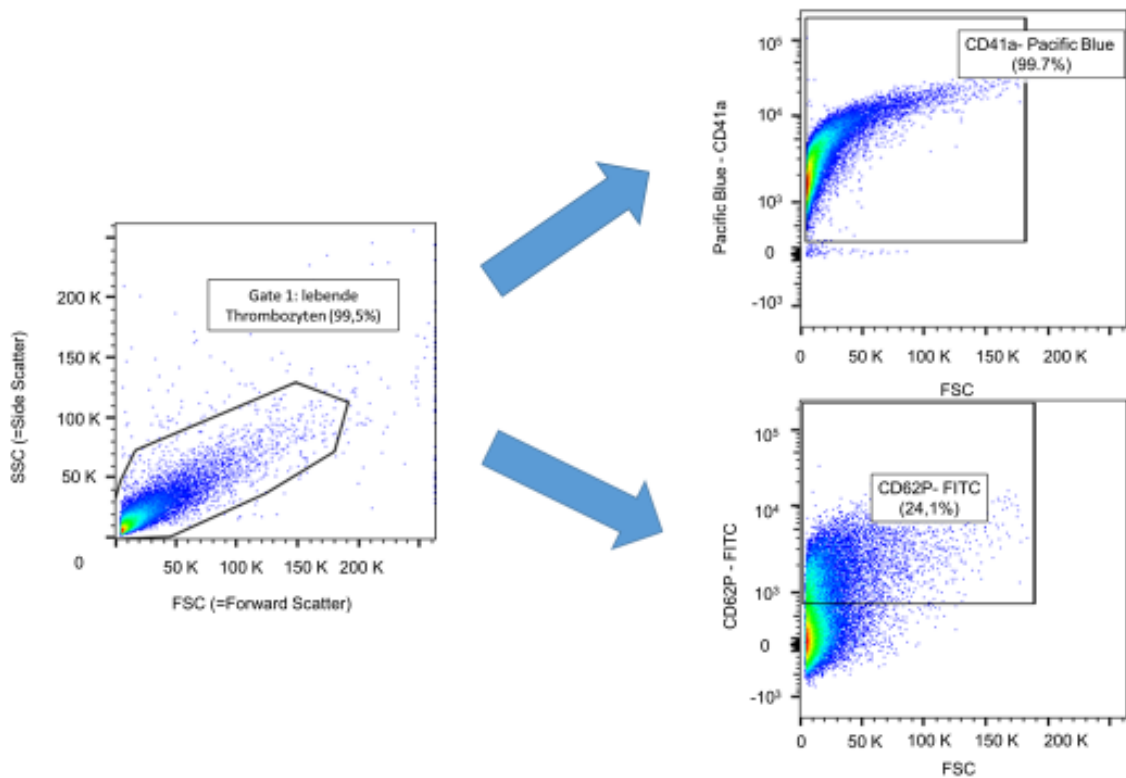 SSC (=Side Scatter)
200 K
150 K
100 K
50 K
0
Gate 1: lebende
Thrombozyten (99,5%)
50 K 100 K 150 K 200 K
FSC (=Forward Scatter)
Pacific Blue - CD41a
10⁵
10⁴
10³
0
-10³
CD41a- Pacific Blue
(99.7%)
0 50 K 100 K 150 K 200 K
FSC
CD62P - FITC
10⁵
10⁴
10³
0
-10³
CD62P- FITC
(24,1%)
0 50 K 100 K 150 K 200 K
FSC